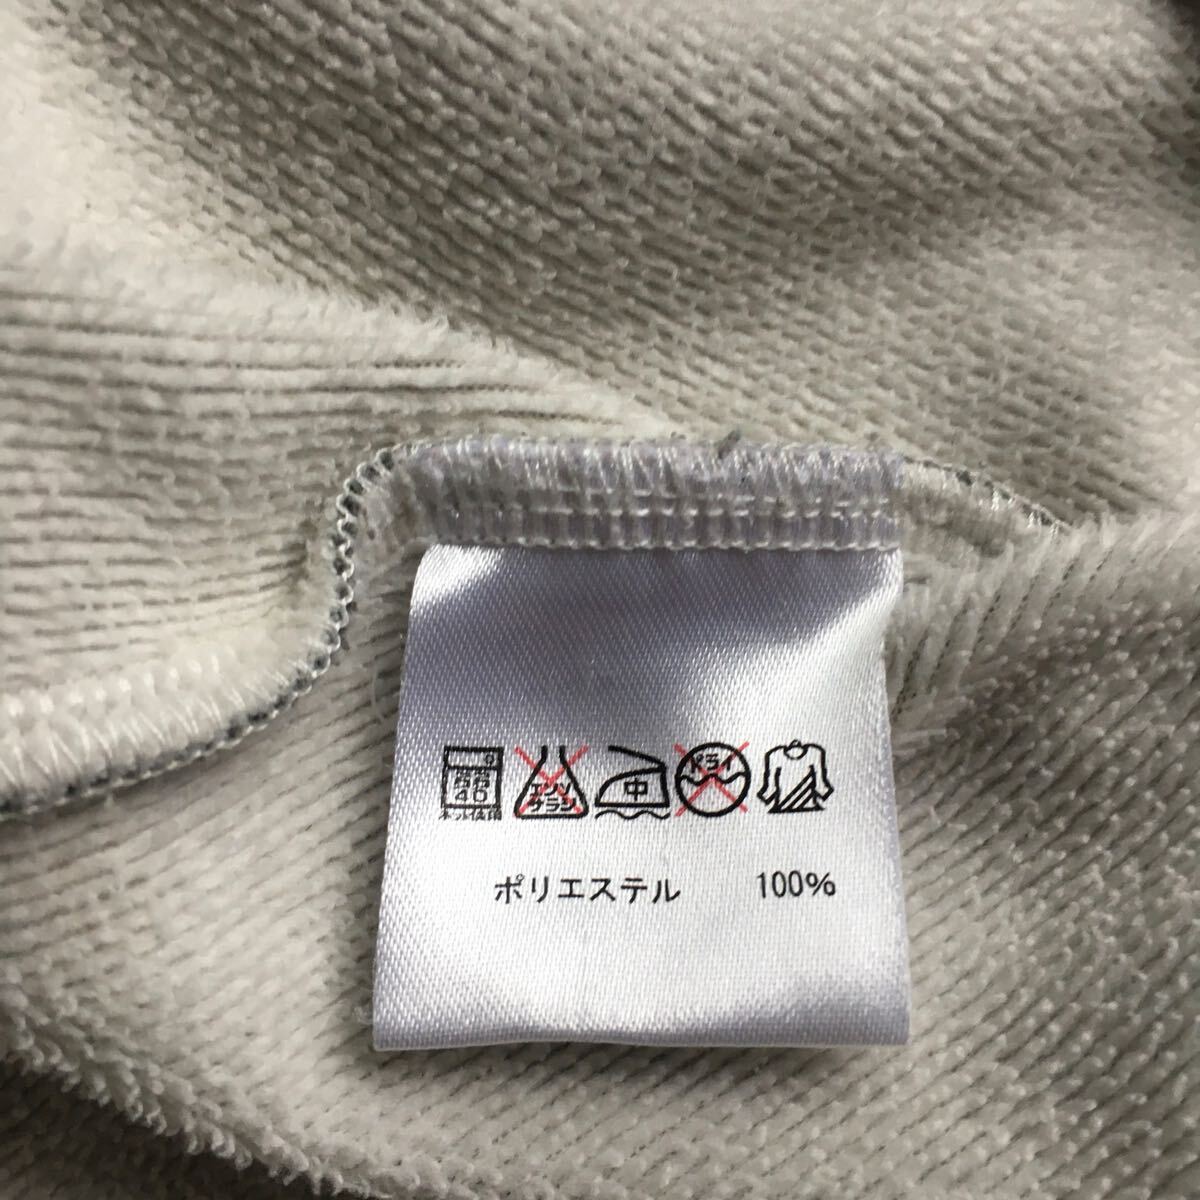 弱 40 ネット使用 エンソ サラシ 中 ドライ
ポリエステル 100%